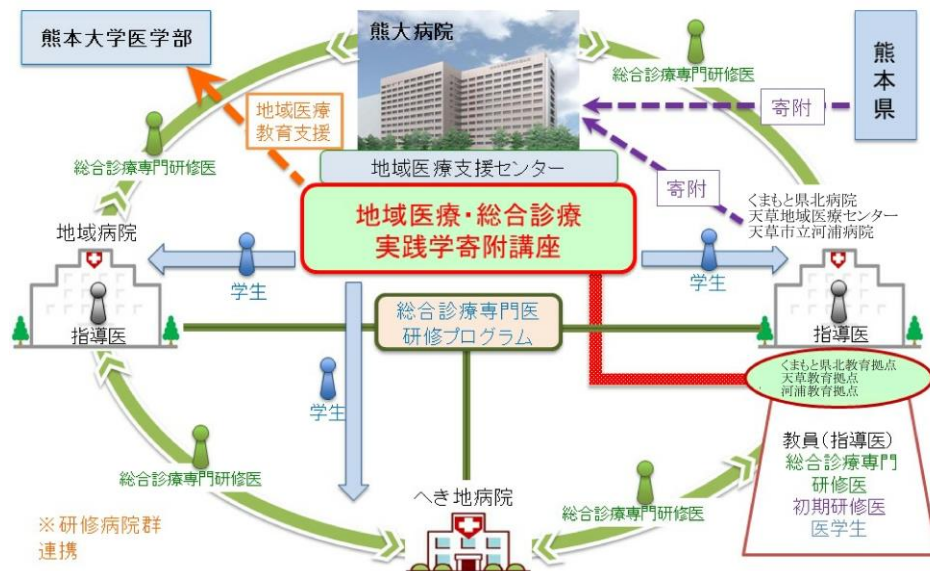 熊本大学医学部
熊大病院
総合診療専門研修医
熊本県
寄附
地域医療
教育支援
総合診療専門研修医
地域医療支援センター
寄附
くまもと県北病院
天草地域医療センター
天草市立河浦病院
地域医療・総合診療
実践学寄附講座
地域病院
学生
学生
指導医
指導医
総合診療専門医
研修プログラム
学生
くまもと県北教育拠点
天草教育拠点
河浦教育拠点
教員(指導医)
総合診療専門
研修医
初期研修医
医学生
総合診療専門研修医
へき地病院
総合診療専門研修医
※研修病院群
連携